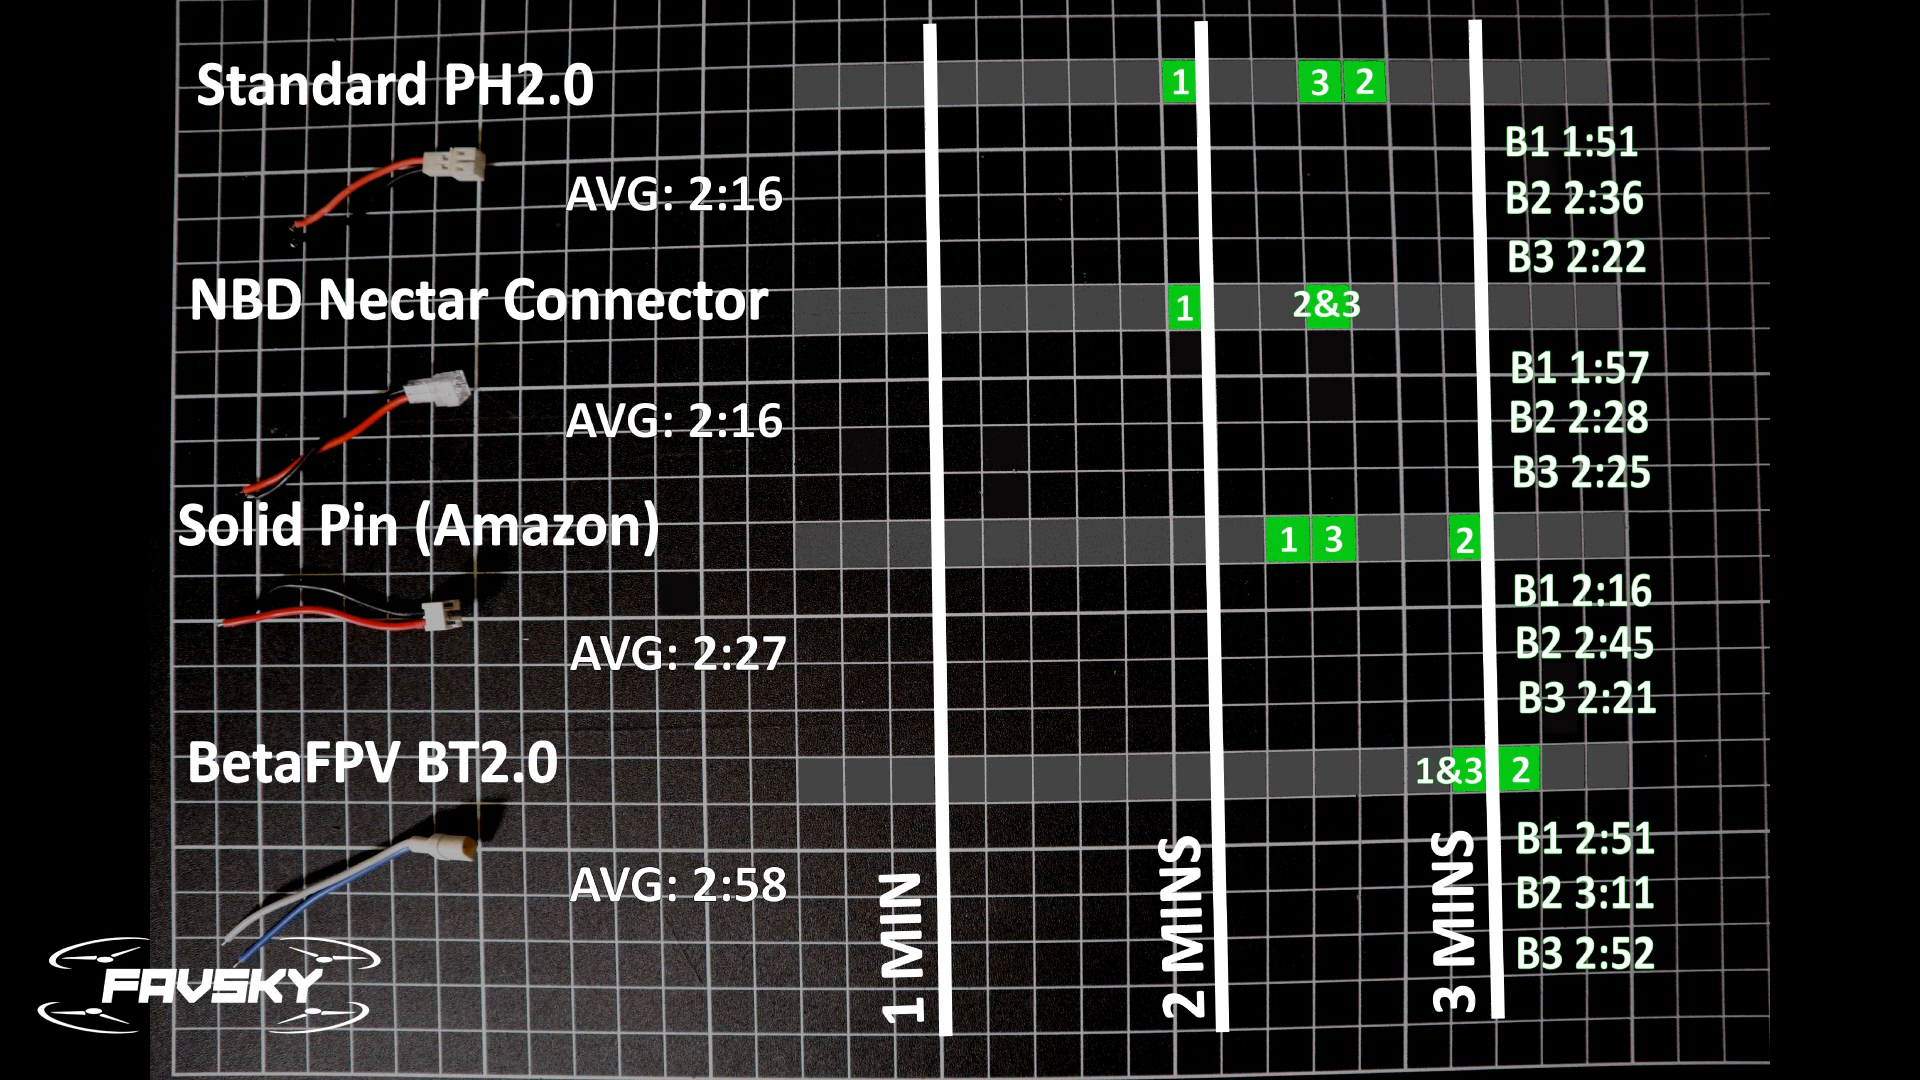 Standard PH2.0
1
3
2
B1 1:51
AVG: 2:16
B2 2:36
B3 2:22
NBD Nectar Connector
1
2&3
B1 1:57
AVG: 2:16
B2 2:28
B3 2:25
Solid Pin (Amazon)
1
3
2
B1 2:16
AVG: 2:27
B2 2:45
B3 2:21
BetaFPV BT2.0
1&3
2
B1 2:51
AVG: 2:58
B2 3:11
B3 2:52
1 MIN
2 MINS
3 MINS
FAVSKY